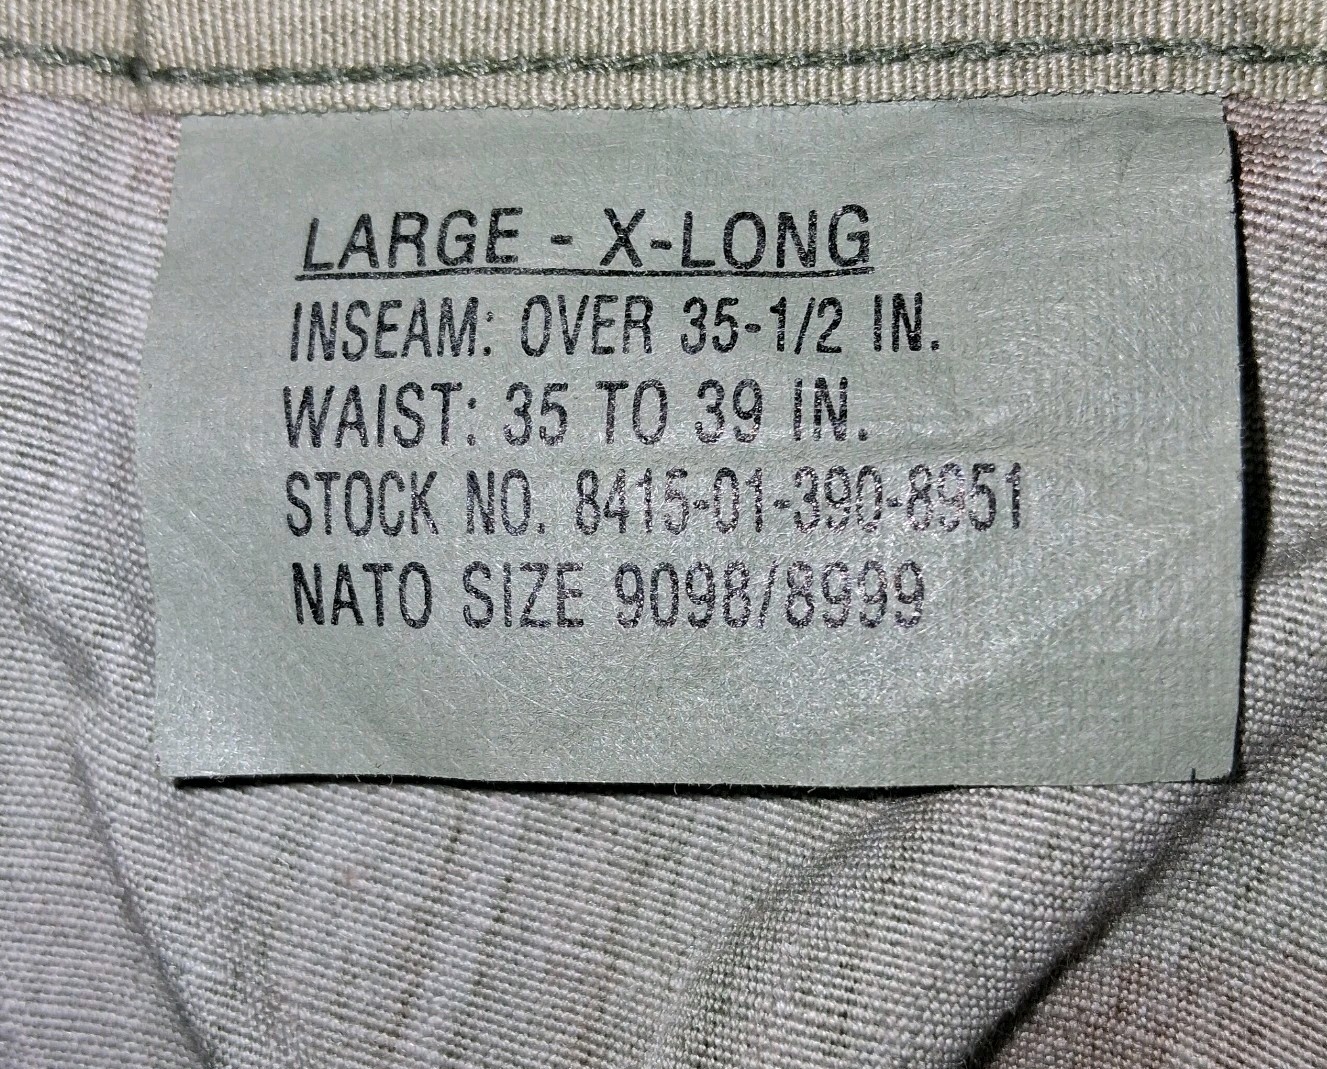 LARGE - X-LONG
INSEAM: OVER 35-1/2 IN.
WAIST: 35 TO 39 IN.
STOCK NO. 8415-01-390-8951
NATO SIZE 9098/8999